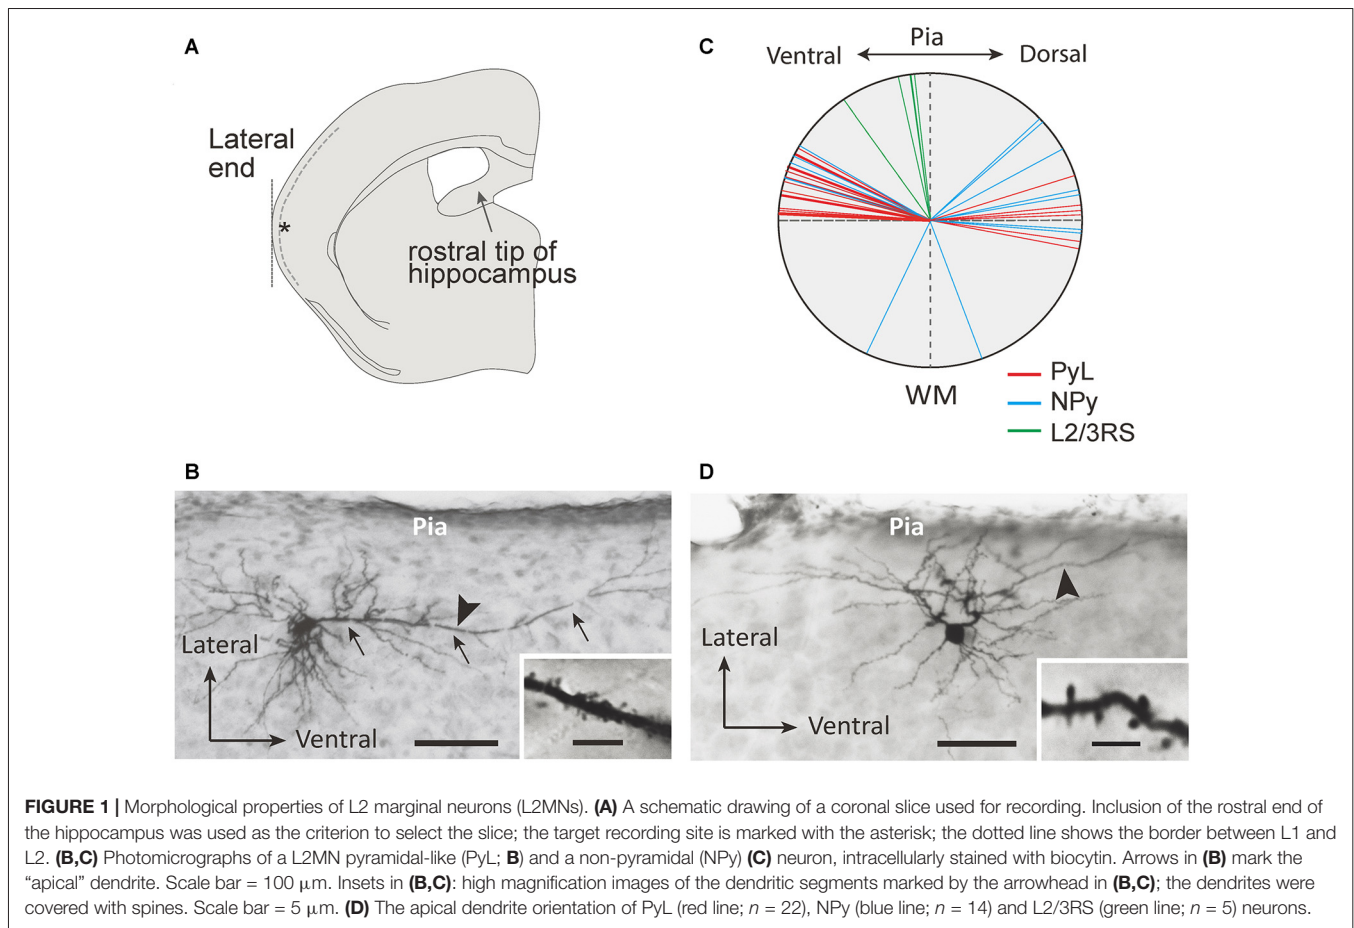 A
Lateral
end
*
rostral tip of
hippocampus
C
Pia
Ventral
Dorsal
WM
PyL
NPy
L2/3RS
B
Pia
Lateral
Ventral
D
Pia
Lateral
Ventral
FIGURE 1 | Morphological properties of L2 marginal neurons (L2MNs). (A) A schematic drawing of a coronal slice used for recording. Inclusion of the rostral end of
the hippocampus was used as the criterion to select the slice; the target recording site is marked with the asterisk; the dotted line shows the border between L1 and
L2. (B,C) Photomicrographs of a L2MN pyramidal-like (PyL; B) and a non-pyramidal (NPy) (C) neuron, intracellularly stained with biocytin. Arrows in (B) mark the
“apical” dendrite. Scale bar = 100 μm. Insets in (B,C): high magnification images of the dendritic segments marked by the arrowhead in (B,C); the dendrites were
covered with spines. Scale bar = 5 μm. (D) The apical dendrite orientation of PyL (red line; n = 22), NPy (blue line; n = 14) and L2/3RS (green line; n = 5) neurons.